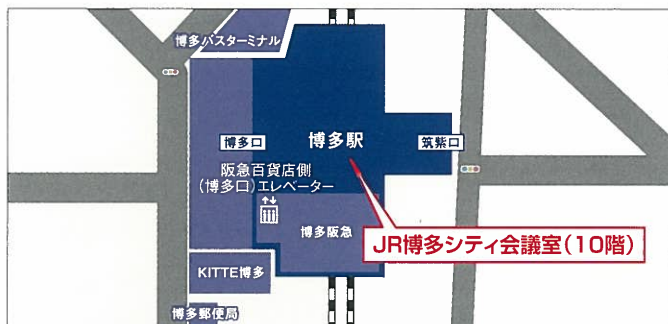 博多バスターミナル
博多口
博多駅
筑紫口
阪急百貨店側
(博多口)エレベーター
博多阪急
JR博多シティ会議室(10階)
KITTE博多
博多郵便局